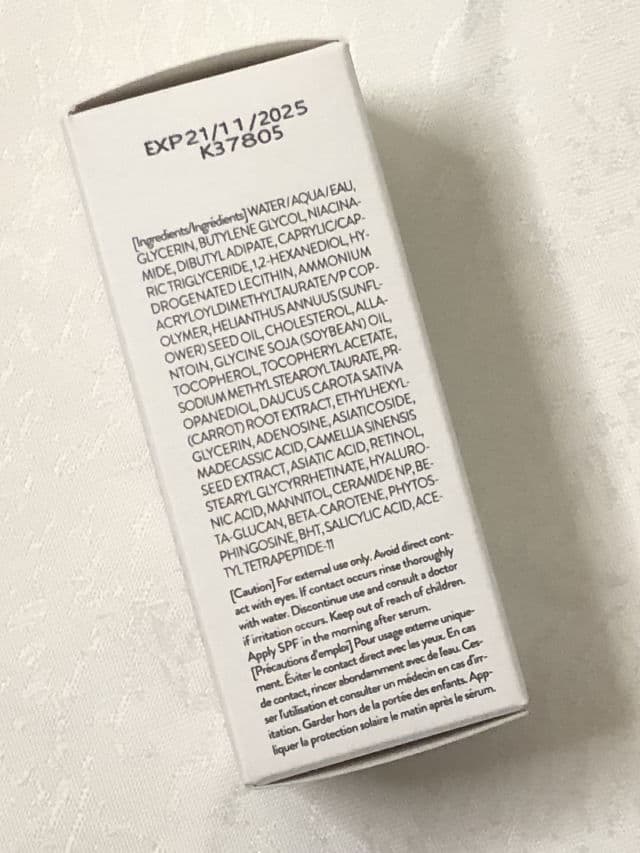 EXP 21/11/2025
K37805
[Ingredients/Ingrédients] WATER/AQUA/EAU,
GLYCERIN, BUTYLENE GLYCOL, NIACINA-
MIDE, DIBUTYL ADIPATE, CAPRYLIC/CAP-
RIC TRIGLYCERIDE, 1,2-HEXANEDIOL, HY-
DROGENATED LECITHIN, AMMONIUM
ACRYLOYLDIMETHYLTAURATE/VP COP-
OLYMER, HELIANTHUS ANNUUS (SUNFL-
OWER) SEED OIL, CHOLESTEROL, ALLA-
NTOIN, GLYCINE SOJA (SOYBEAN) OIL,
TOCOPHEROL, TOCOPHERYL ACETATE,
SODIUM METHYL STEAROYL TAURATE, PR-
OPANEDIOL, DAUCUS CAROTA SATIVA
(CARROT) ROOT EXTRACT, ETHYLHEXYL-
GLYCERIN, ADENOSINE, ASIATICOSIDE,
MADECASSIC ACID, CAMELLIA SINENSIS
SEED EXTRACT, ASIATIC ACID, RETINOL,
STEARYL GLYCYRRHETINATE, HYALURO-
NIC ACID, MANNITOL, CERAMIDE NP, BE-
TA-GLUCAN, BETA-CAROTENE, PHYTOS-
PHINGOSINE, BHT, SALICYLIC ACID, ACE-
TYL TETRAPEPTIDE-11
[Caution] For external use only. Avoid direct cont-
act with eyes. If contact occurs rinse thoroughly
with water. Discontinue use and consult a doctor
if irritation occurs. Keep out of reach of children.
Apply SPF in the morning after serum.
[Précautions d'emploi] Pour usage externe unique-
ment. Éviter le contact direct avec les yeux. En cas
de contact, rincer abondamment avec de l'eau. Ces-
ser l'utilisation et consulter un médecin en cas d'irr-
itation. Garder hors de la portée des enfants. App-
liquer la protection solaire le matin après le sérum.